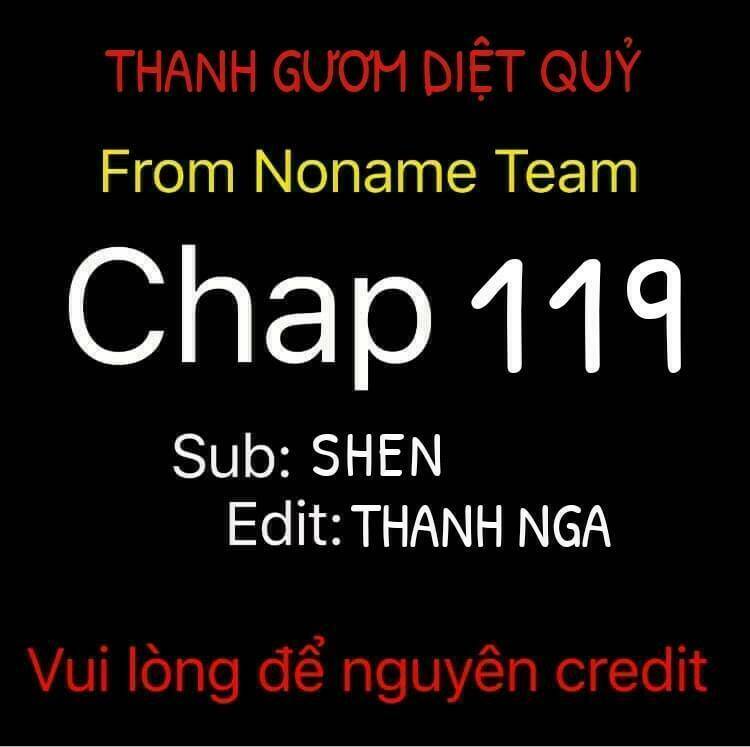 THANH GƯƠM DIỆT QUỶ
From Noname Team
Chap 119
Sub: SHEN
Edit: THANH NGA
Vui lòng để nguyên credit